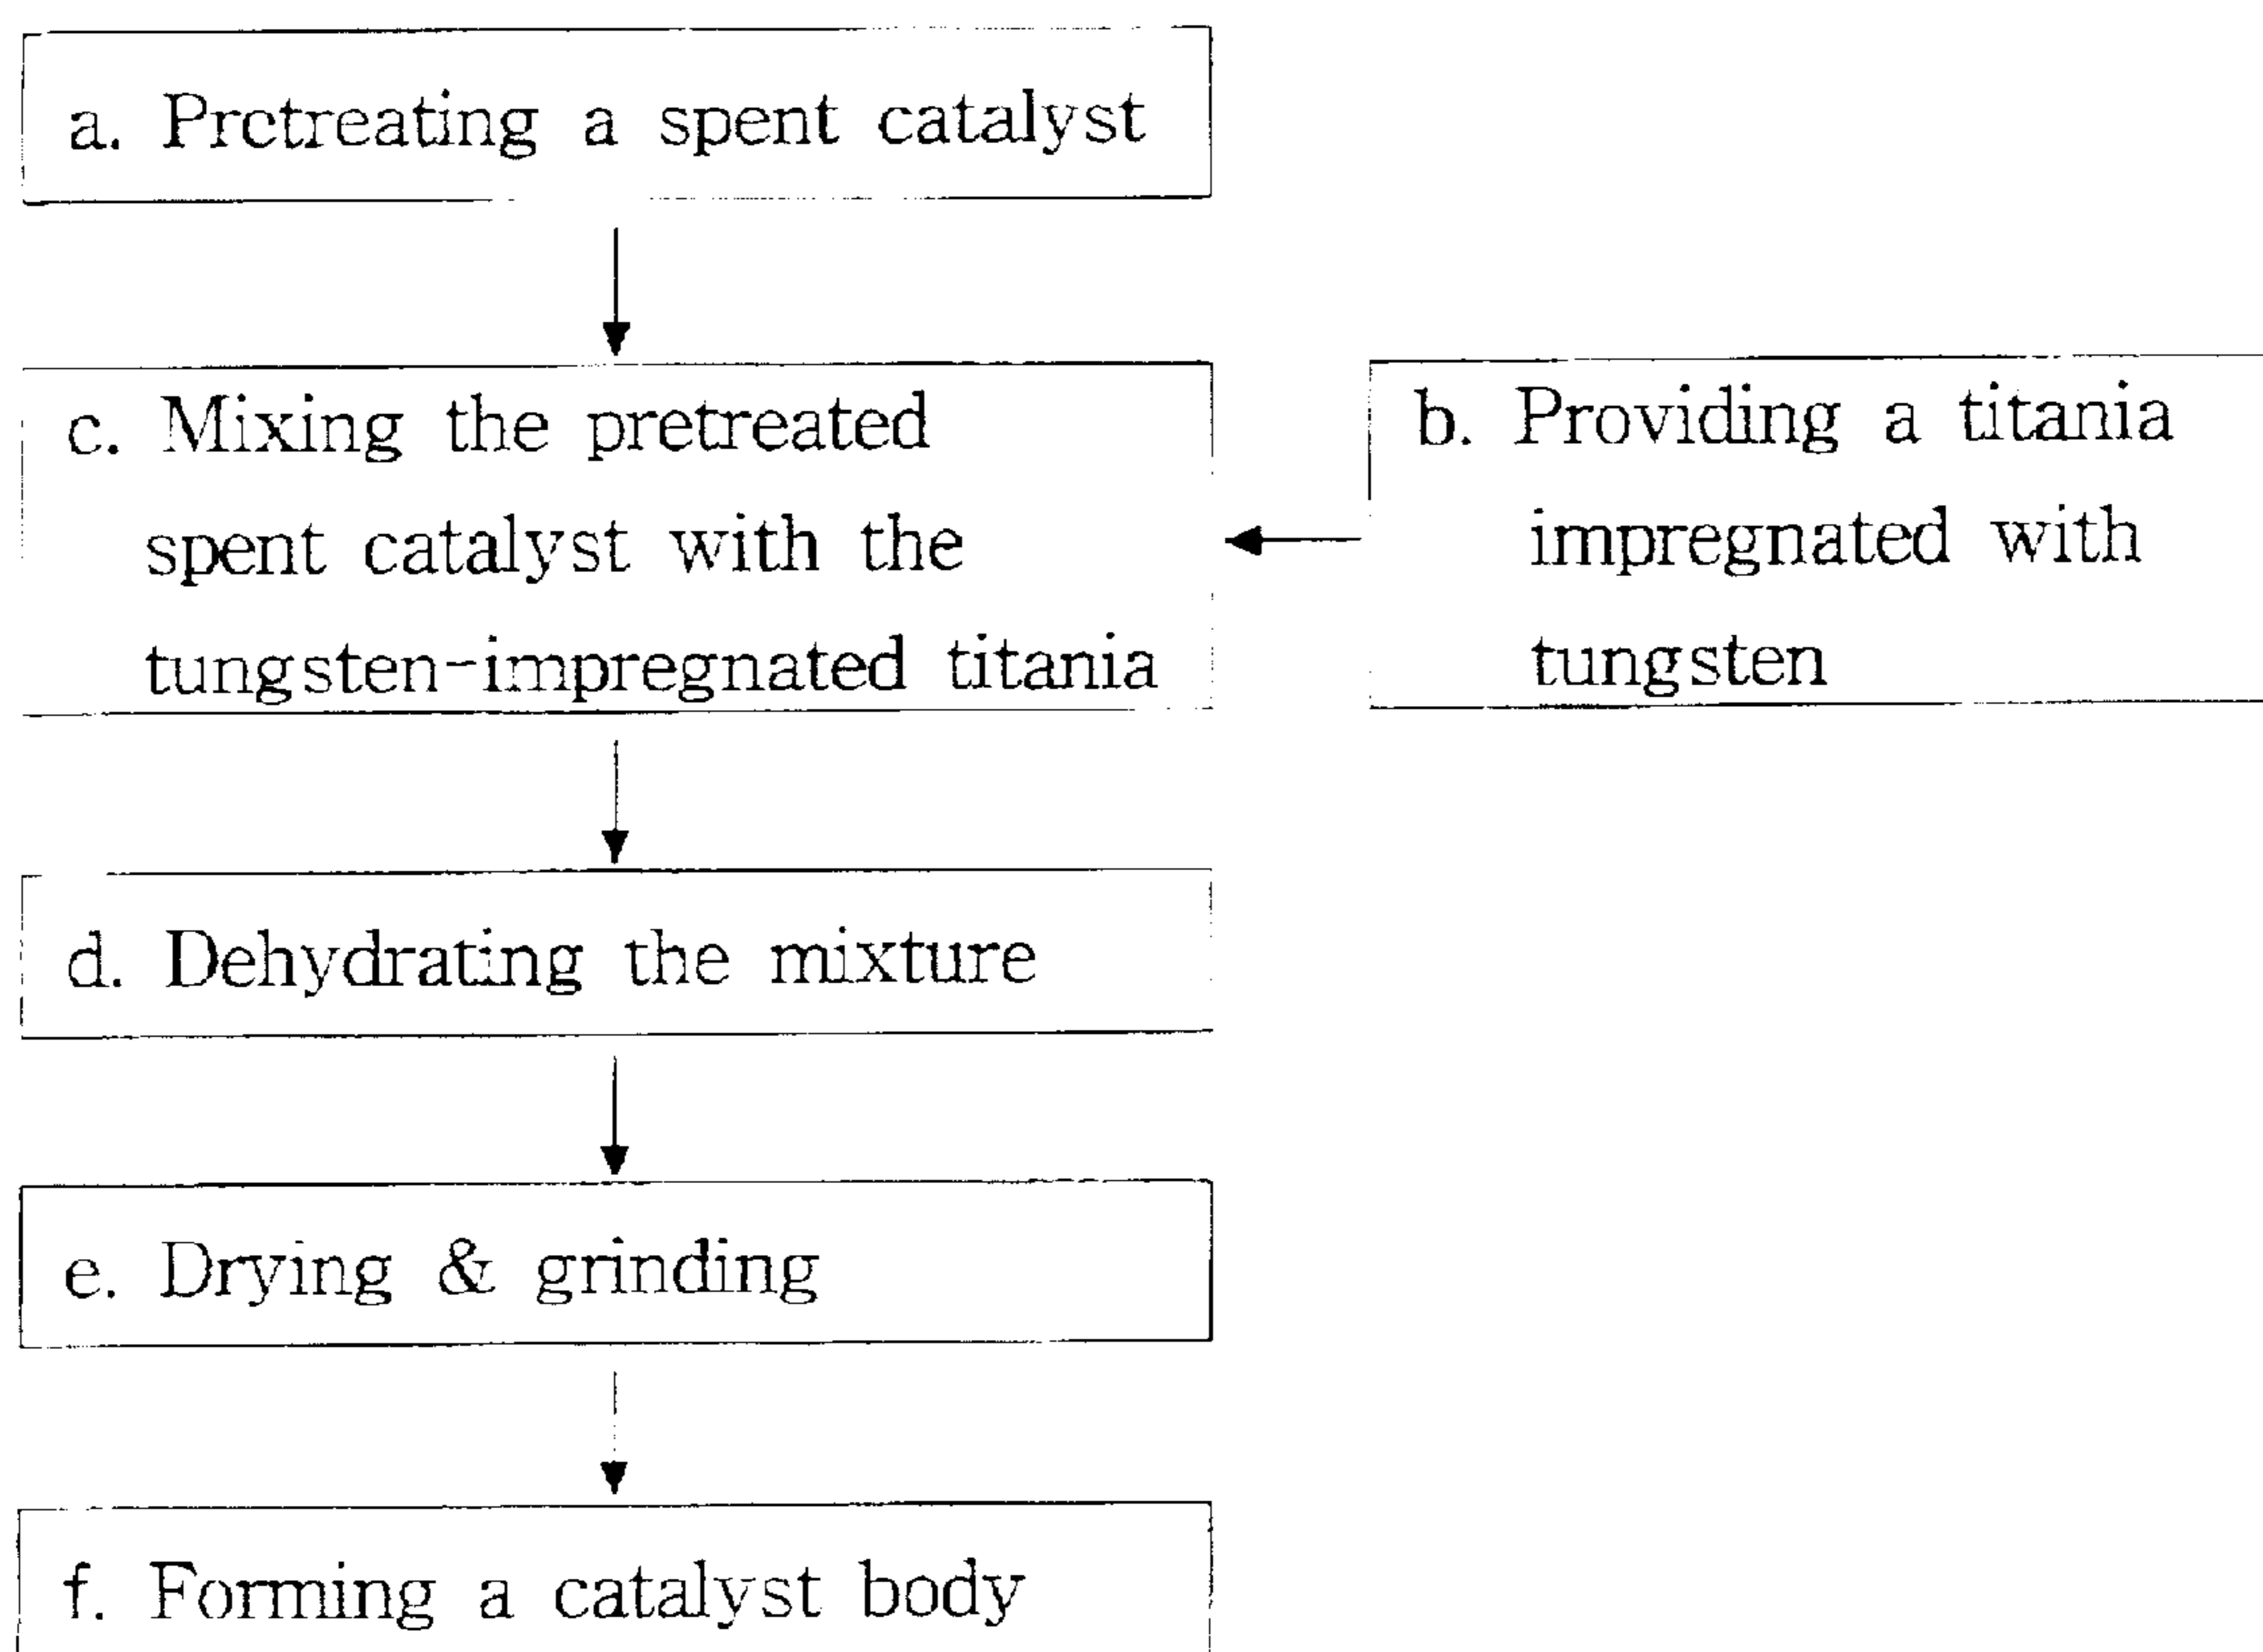 a. Pretreating a spent catalyst
c. Mixing the pretreated
spent catalyst with the
tungsten-impregnated titania
b. Providing a titania
impregnated with
tungsten
d. Dehydrating the mixture
e. Drying & grinding
f. Forming a catalyst body